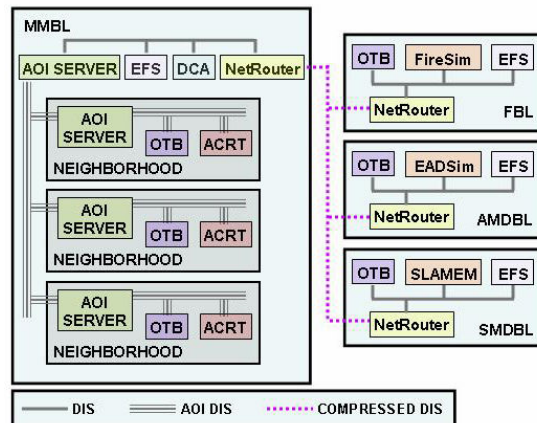 MMBL
AOI SERVER EFS DCA NetRouter
AOI
SERVER
OTB ACRT
NEIGHBORHOOD
AOI
SERVER
OTB ACRT
NEIGHBORHOOD
AOI
SERVER
OTB ACRT
NEIGHBORHOOD
OTB FireSim EFS
NetRouter
FBL
OTB EADSim EFS
NetRouter
AMDBL
OTB SLAMEM EFS
NetRouter
SMDBL
DIS AOI DIS COMPRESSED DIS